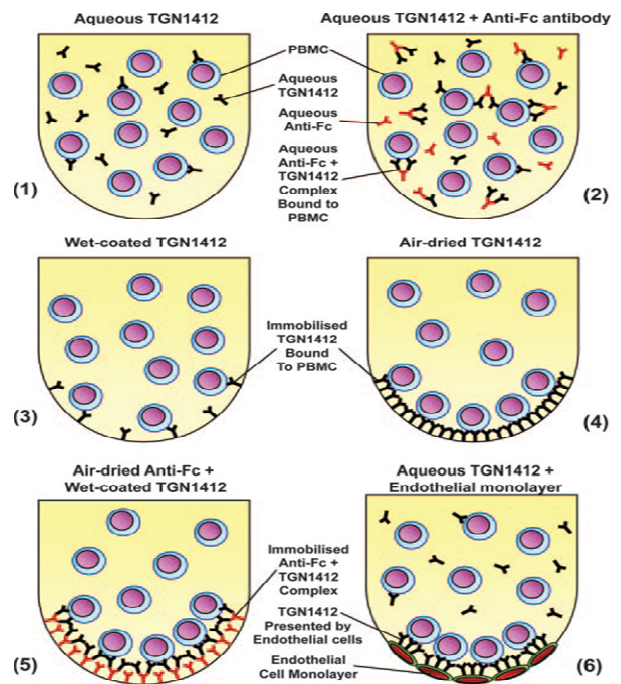 Aqueous TGN1412
Aqueous TGN1412 + Anti-Fc antibody
PBMC
Aqueous
TGN1412
Aqueous
Anti-Fc
Aqueous
Anti-Fc +
TGN1412
Complex
Bound to
PBMC
(1)
(2)
Wet-coated TGN1412
Air-dried TGN1412
Immobilised
TGN1412
Bound
To PBMC
(3)
(4)
Air-dried Anti-Fc +
Wet-coated TGN1412
Aqueous TGN1412 +
Endothelial monolayer
Immobilised
Anti-Fc +
TGN1412
Complex
TGN1412
Presented by
Endothelial cells
Endothelial
Cell Monolayer
(5)
(6)